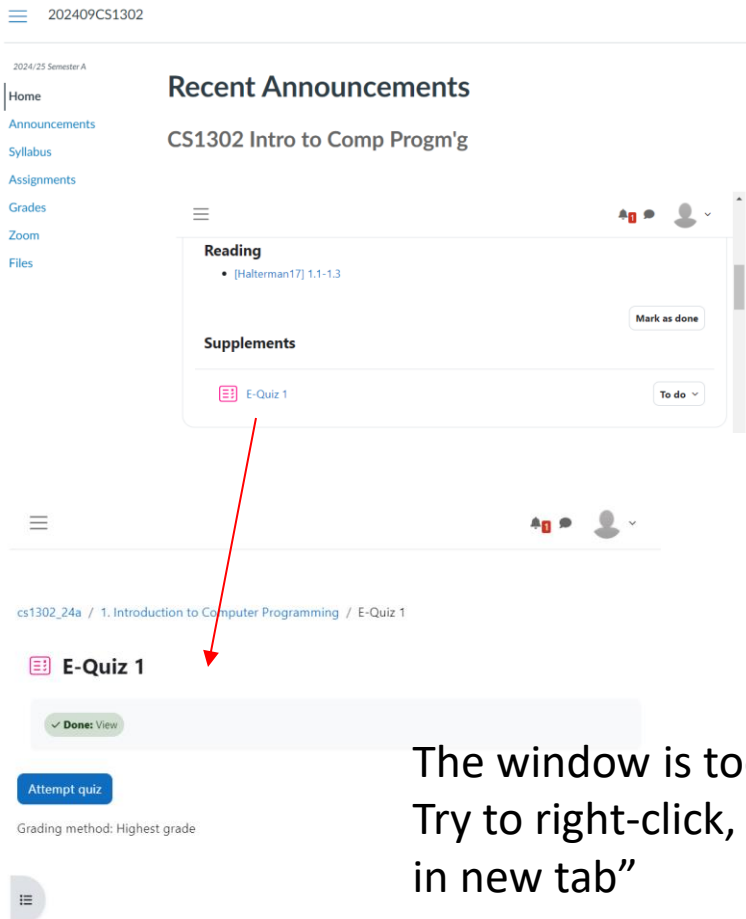 202409CS1302
2024/25 Semester A
Home
Announcements
Syllabus
Assignments
Grades
Zoom
Files
Recent Announcements
CS1302 Intro to Comp Progm'g
1
Reading
[Halterman17] 1.1-1.3
Mark as done
Supplements
E-Quiz 1
To do
1
cs1302_24a / 1. Introduction to Computer Programming / E-Quiz 1
E-Quiz 1
✓ Done: View
Attempt quiz
Grading method: Highest grade
The window is
Try to right-click,
in new tab”